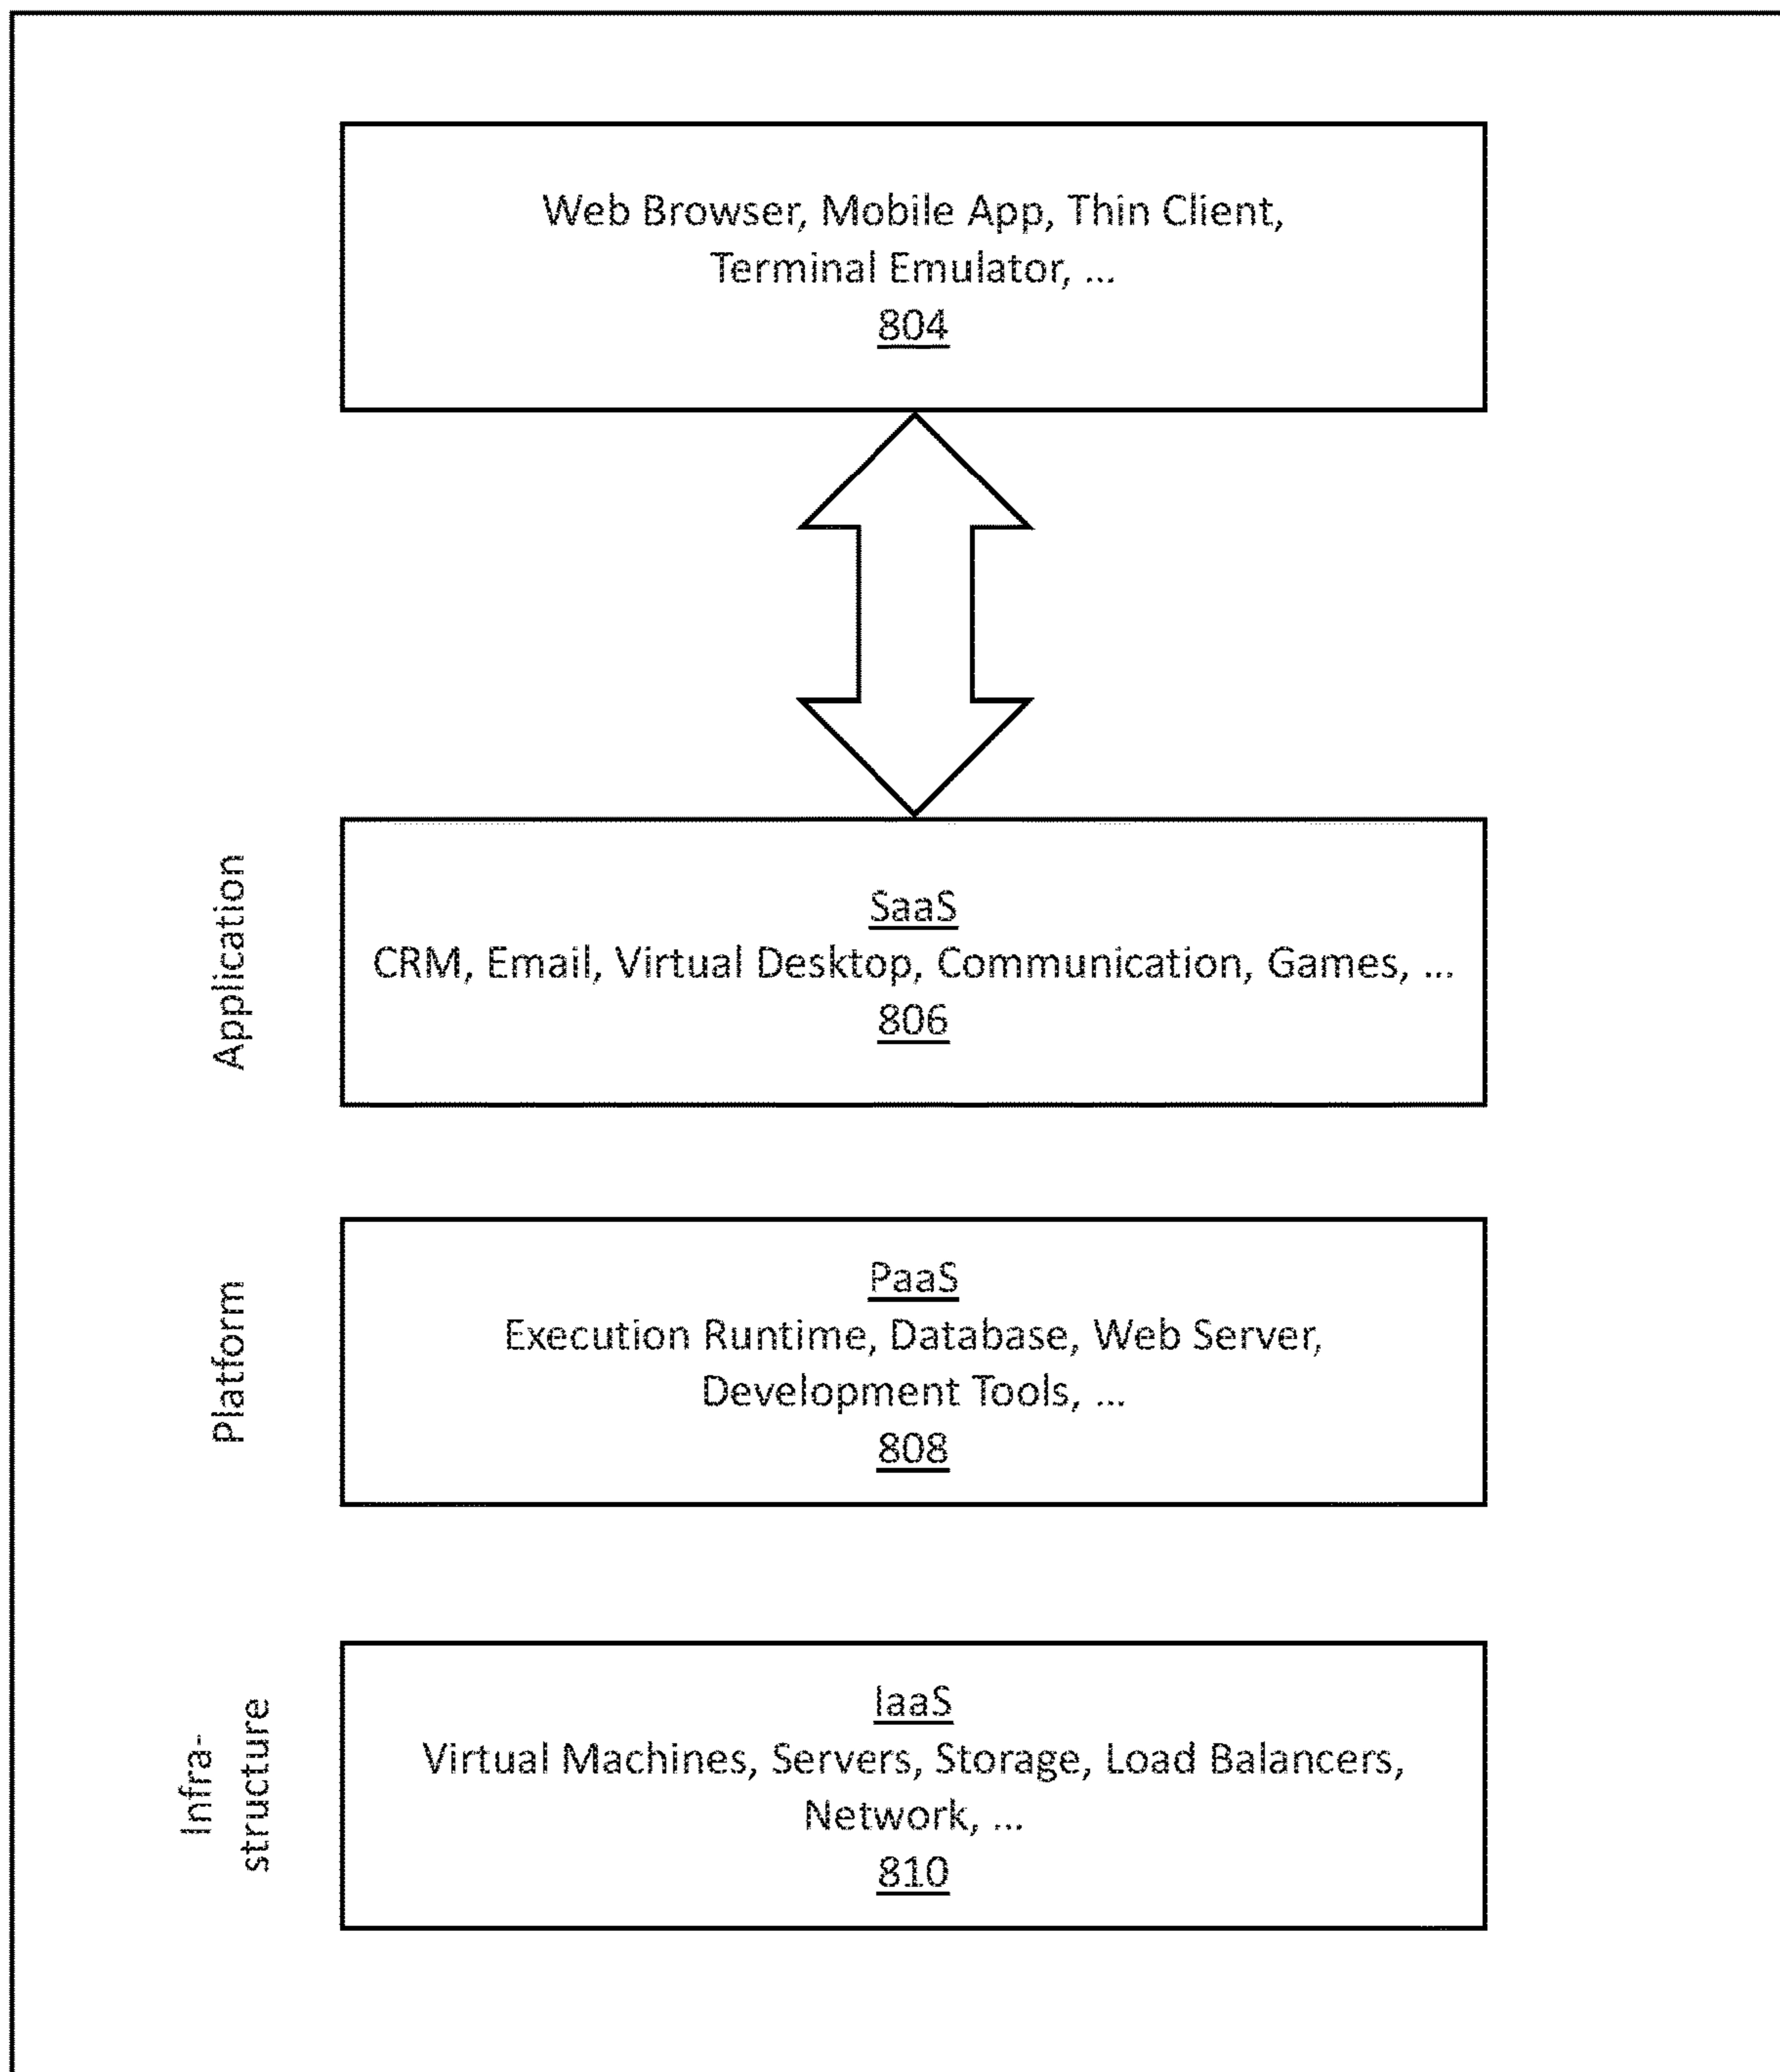 Web Browser, Mobile App, Thin Client,
Terminal Emulator, ...
804
Application
SaaS
CRM, Email, Virtual Desktop, Communication, Games, ...
806
Platform
PaaS
Execution Runtime, Database, Web Server,
Development Tools, ...
808
Infra-
structure
IaaS
Virtual Machines, Servers, Storage, Load Balancers,
Network, ...
810